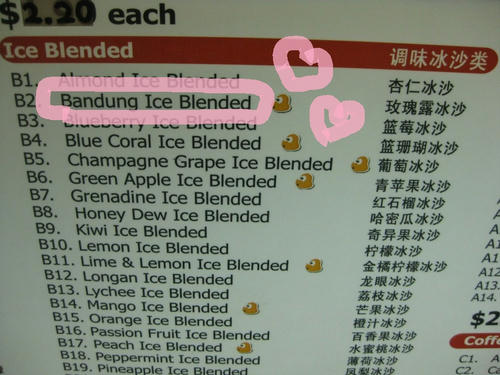 $2.20 each
Ice Blended 调味冰沙类
B1. Almond Ice Blended 杏仁冰沙
B2 Bandung Ice Blended 玫瑰露冰沙
B3. Blueberry Ice Blended 蓝莓冰沙
B4. Blue Coral Ice Blended 蓝珊瑚冰沙
B5. Champagne Grape Ice Blended 葡萄冰沙
B6. Green Apple Ice Blended 青苹果冰沙
B7. Grenadine Ice Blended 红石榴冰沙
B8. Honey Dew Ice Blended 哈密瓜冰沙
B9. Kiwi Ice Blended 奇异果冰沙
B10. Lemon Ice Blended 柠檬冰沙
B11. Lime & Lemon Ice Blended 金橘柠檬冰沙
B12. Longan Ice Blended 龙眼冰沙
B13. Lychee Ice Blended 荔枝冰沙
B14. Mango Ice Blended 芒果冰沙
B15. Orange Ice Blended 橙汁冰沙
B16. Passion Fruit Ice Blended 百香果冰沙
B17. Peach Ice Blended 水蜜桃冰沙
B18. Peppermint Ice Blended 薄荷冰沙
B19. Pineapple Ice Blended 凤梨冰沙
A14.
$2
Coffe
C1.
C2.